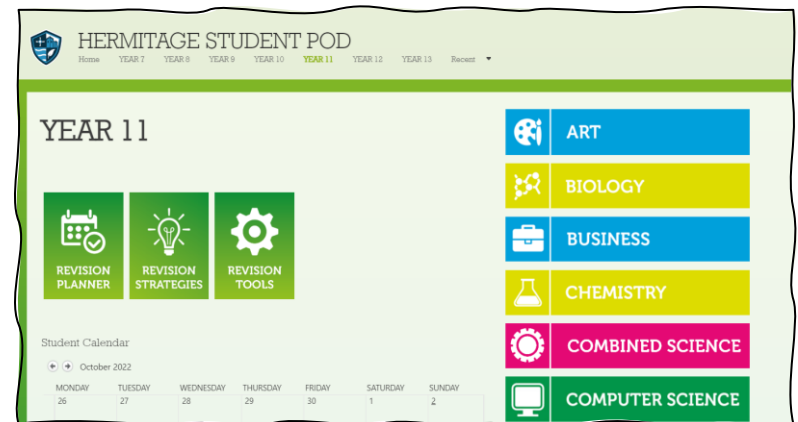 HERMITAGE STUDENT POD
Home YEAR 7 YEAR 8 YEAR 9 YEAR 10 YEAR 11 YEAR 12 YEAR 13 Recent
YEAR 11
REVISION PLANNER
REVISION STRATEGIES
REVISION TOOLS
Student Calendar
October 2022
MONDAY TUESDAY WEDNESDAY THURSDAY FRIDAY SATURDAY SUNDAY
26 27 28 29 30 1 2
ART
BIOLOGY
BUSINESS
CHEMISTRY
COMBINED SCIENCE
COMPUTER SCIENCE